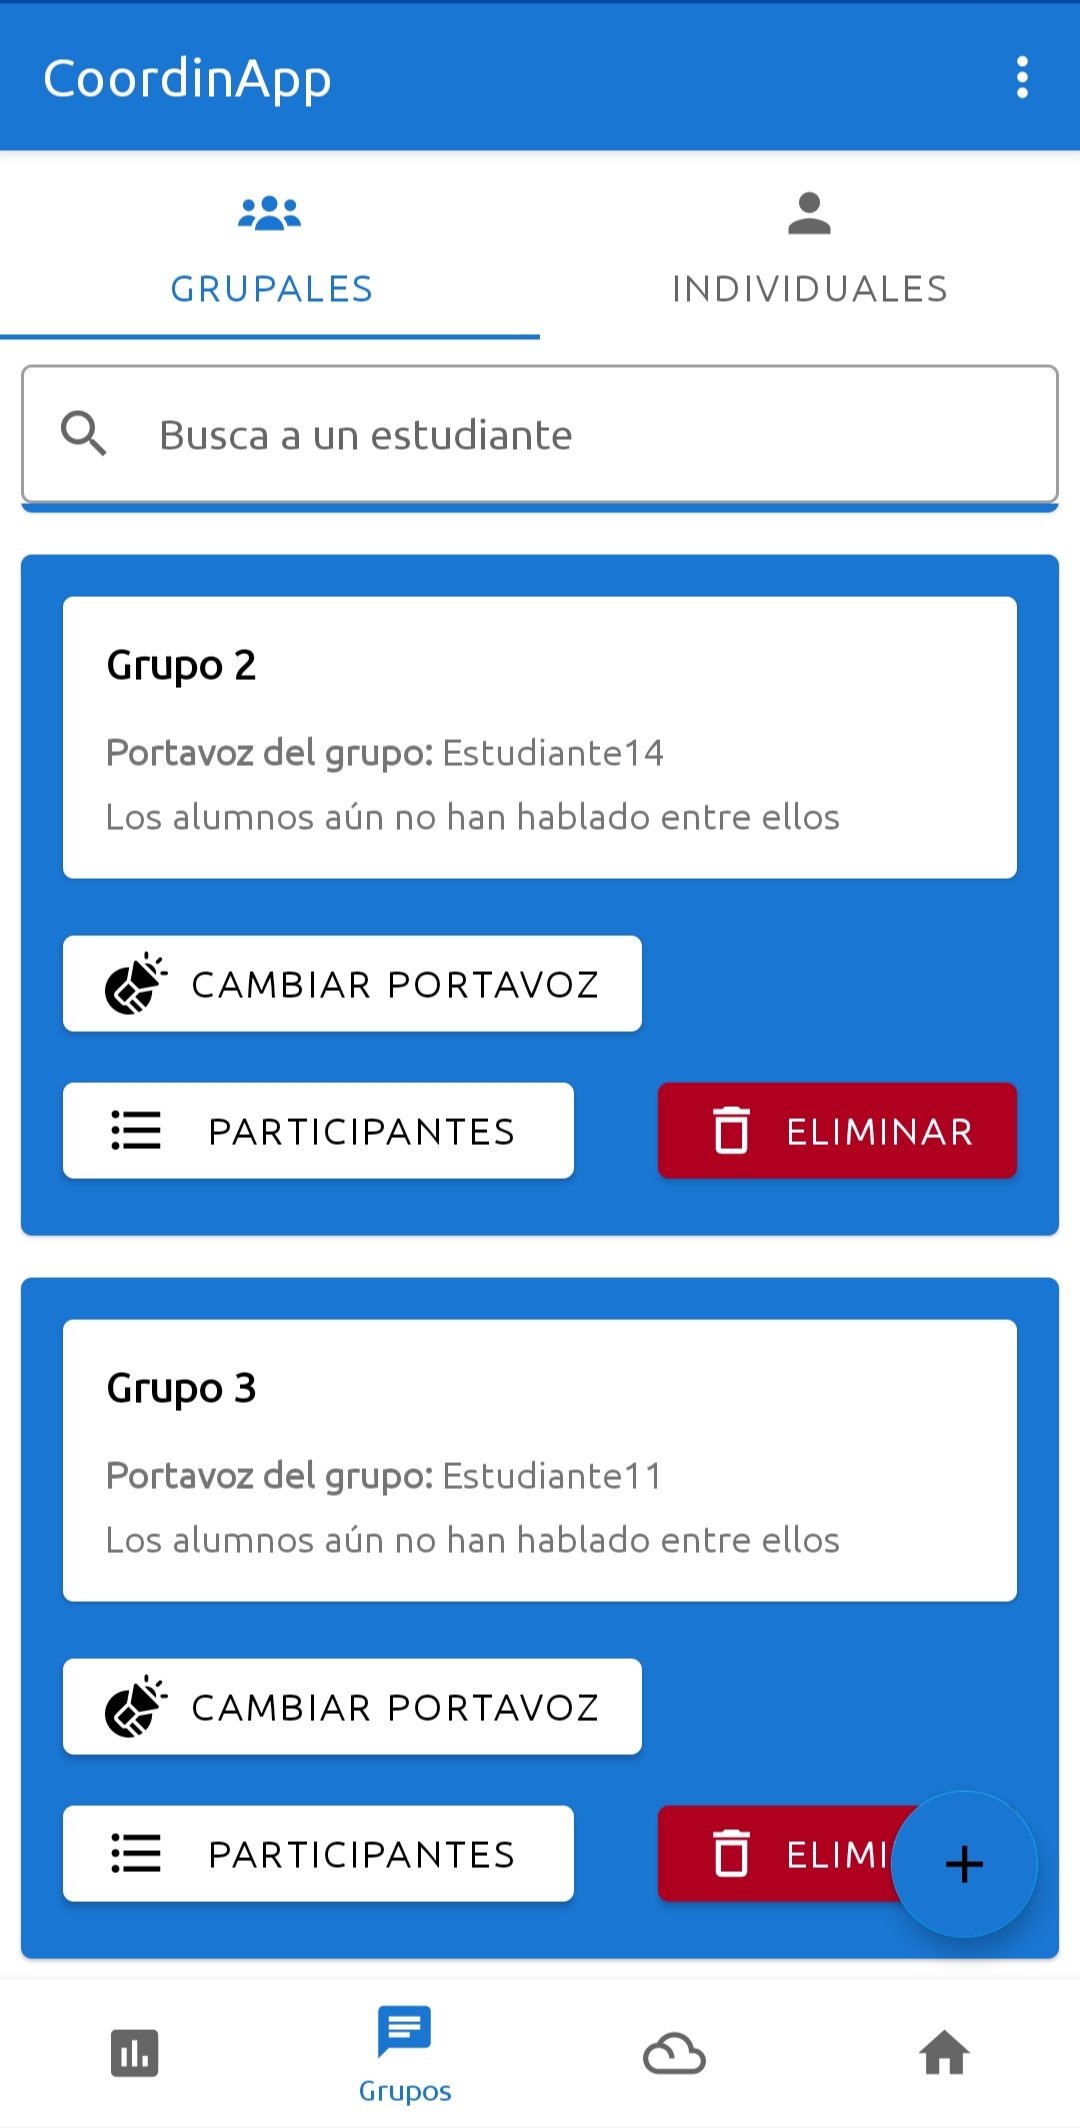 CoordinApp
GRUPALES
INDIVIDUALES
Busca a un estudiante
Grupo 2
Portavoz del grupo: Estudiante14
Los alumnos aún no han hablado entre ellos
CAMBIAR PORTAVOZ
PARTICIPANTES
ELIMINAR
Grupo 3
Portavoz del grupo: Estudiante11
Los alumnos aún no han hablado entre ellos
CAMBIAR PORTAVOZ
PARTICIPANTES
ELIMI
Grupos